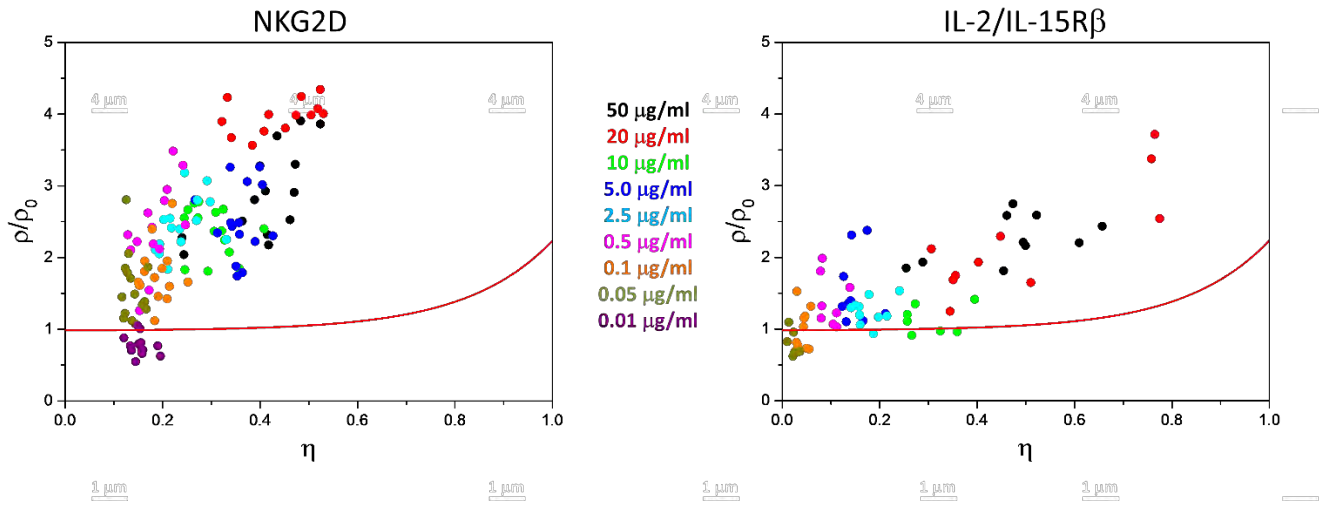 NKG2D
IL-2/IL-15Rβ
5
4
3
2
1
0
ρ/ρ0
0.0 0.2 0.4 0.6 0.8 1.0
η
4 μm 4 μm 4 μm
1 μm 1 μm
50 μg/ml
20 μg/ml
10 μg/ml
5.0 μg/ml
2.5 μg/ml
0.5 μg/ml
0.1 μg/ml
0.05 μg/ml
0.01 μg/ml
5
4
3
2
1
0
ρ/ρ0
0.0 0.2 0.4 0.6 0.8 1.0
η
4 μm 4 μm 4 μm
1 μm 1 μm 1 μm